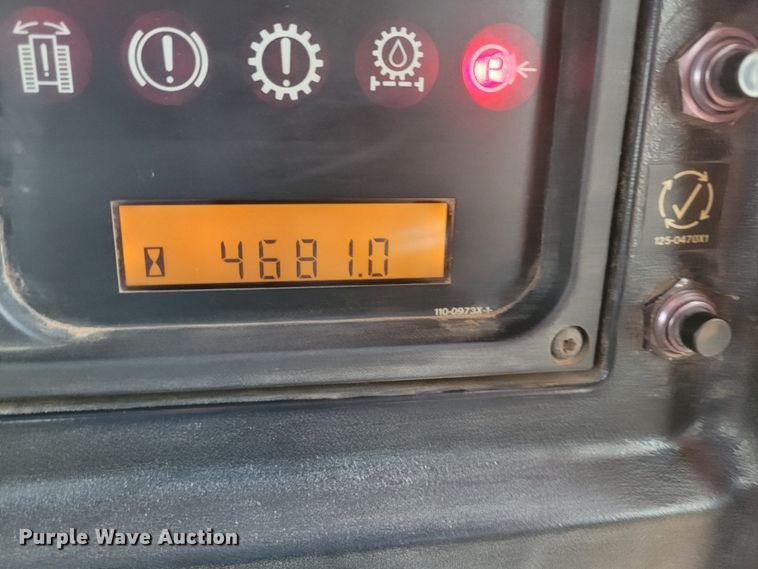 P
4681.0
110-0973X-1
125-0470X1
Purple Wave Auction®